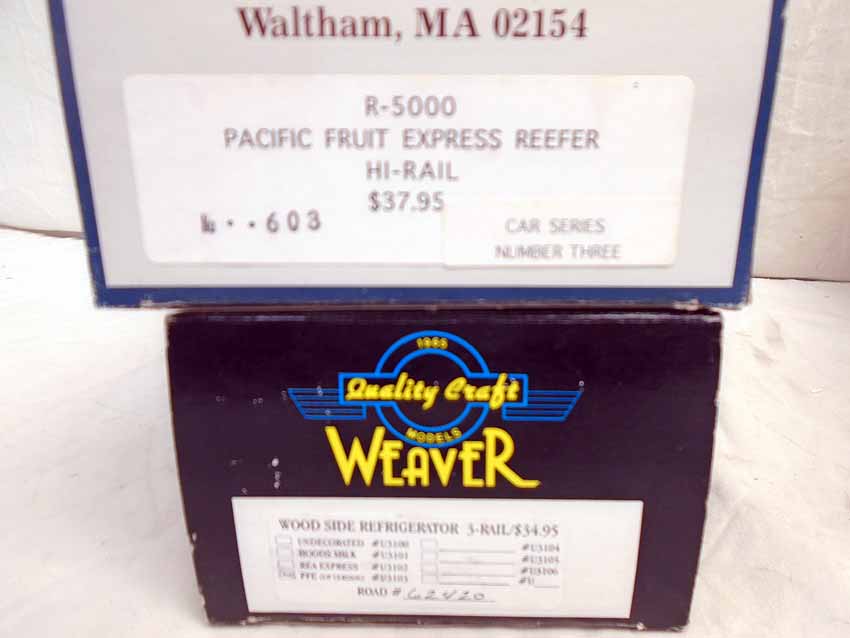 Waltham, MA 02154
R-5000
PACIFIC FRUIT EXPRESS REEFER
HI-RAIL
$37.95
603
CAR SERIES
NUMBER THREE
Quality Craft
MODELS
WEAVER
WOOD SIDE REFRIGERATOR 3-RAIL/$34.95
UNDECORATED #U3100 #U3104
HOODS MILK #U3101 #U3105
REA EXPRESS #U3102 #U3106
PFE #U3103 #U
ROAD # 62420